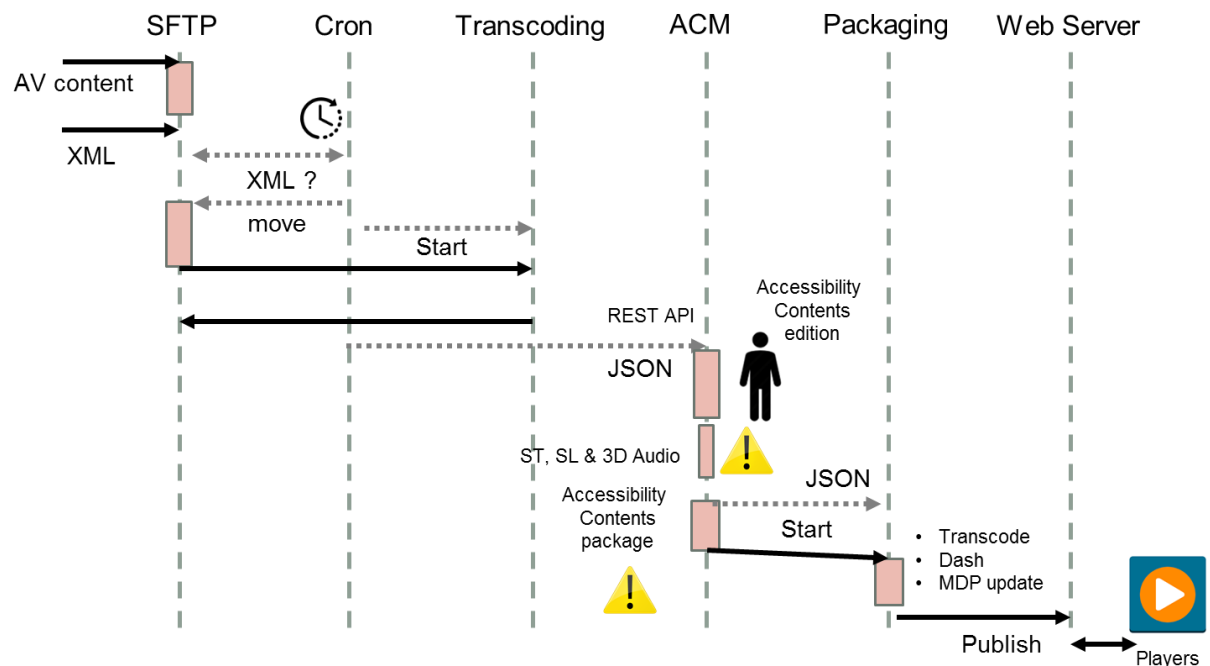 SFTP
Cron
Transcoding
ACM
Packaging
Web Server
AV content
XML
XML ?
move
Start
REST API
JSON
Accessibility
Contents
edition
ST, SL & 3D Audio
Accessibility
Contents
package
JSON
Start
• Transcode
• Dash
• MDP update
Publish
Players